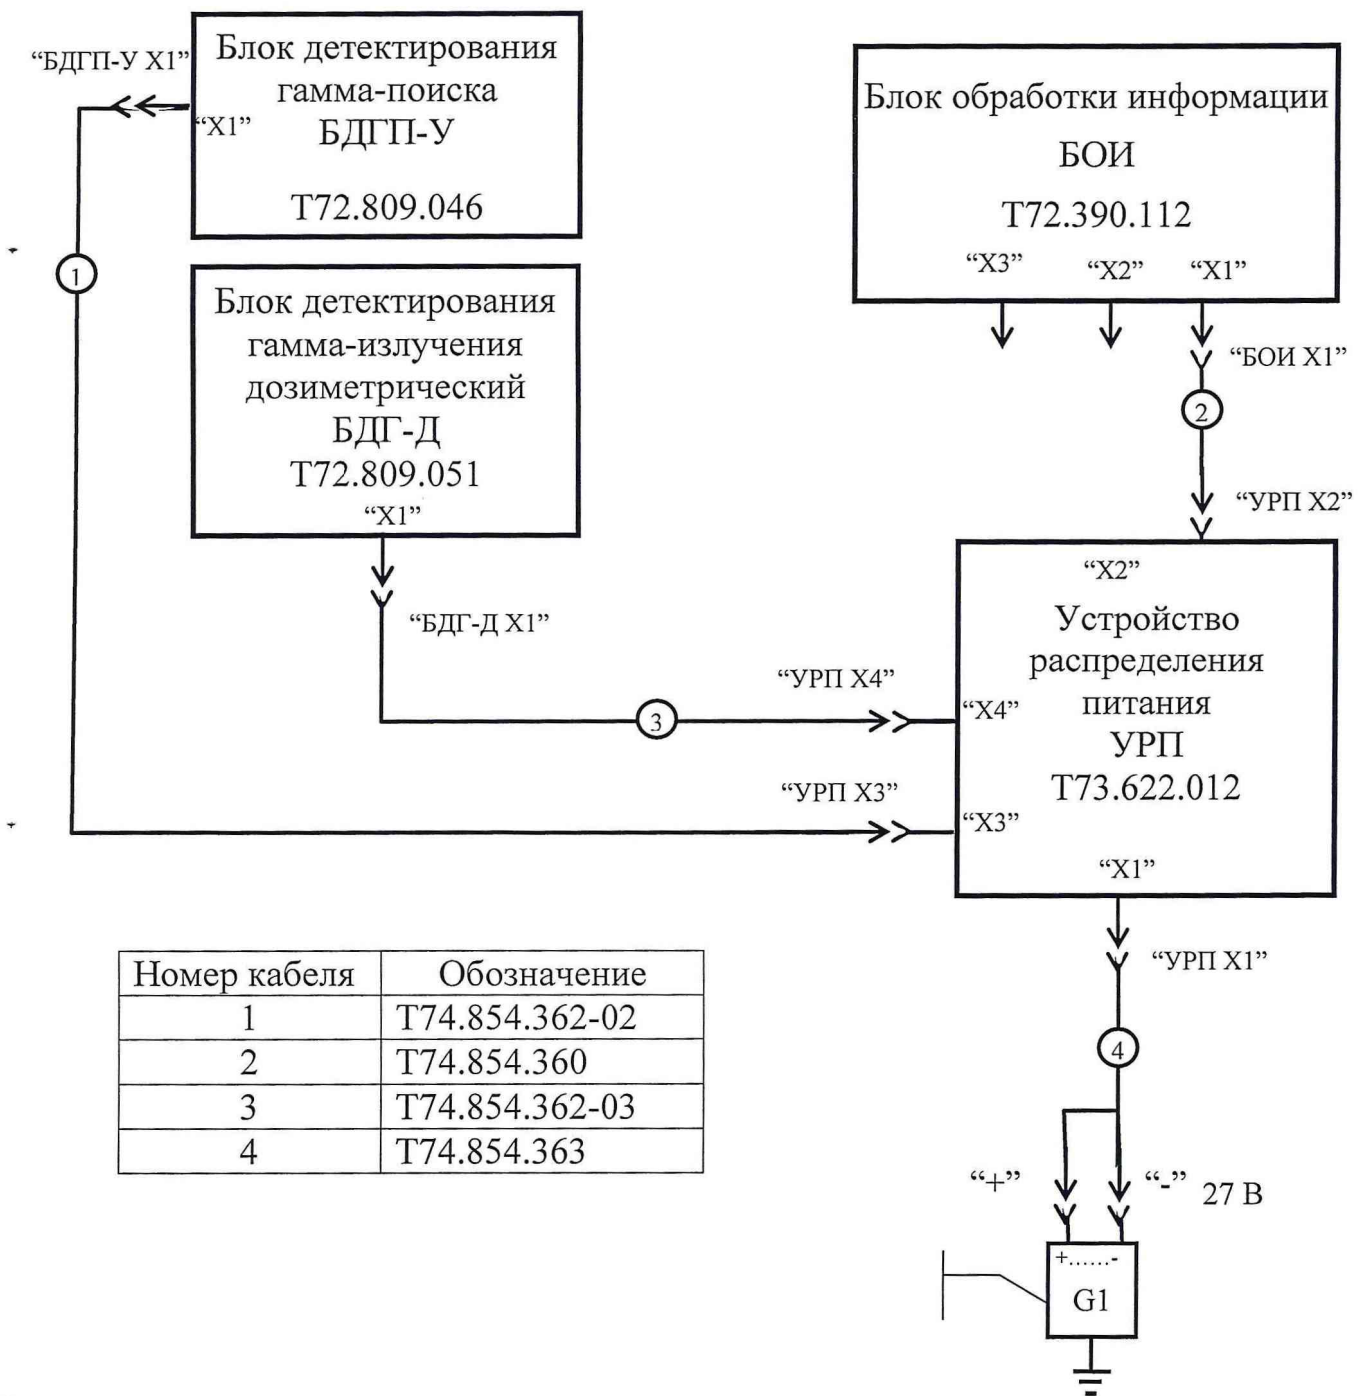 “БДГП-У X1”
Блок детектирования
гамма-поиска
БДГП-У
Т72.809.046
“X1”
Блок обработки информации
БОИ
Т72.390.112
“X3”
“X2”
“X1”
“БОИ X1”
1
Блок детектирования
гамма-излучения
дозиметрический
БДГ-Д
Т72.809.051
“X1”
“БДГ-Д X1”
2
“УРП X2”
“X2”
Устройство
распределения
питания
УРП
Т73.622.012
“УРП X4”
“X4”
3
“УРП X3”
“X3”
“X1”
“УРП X1”
Номер кабеля Обозначение
1 Т74.854.362-02
2 Т74.854.360
3 Т74.854.362-03
4 Т74.854.363
4
“+” “-” 27 В
+......-
G1